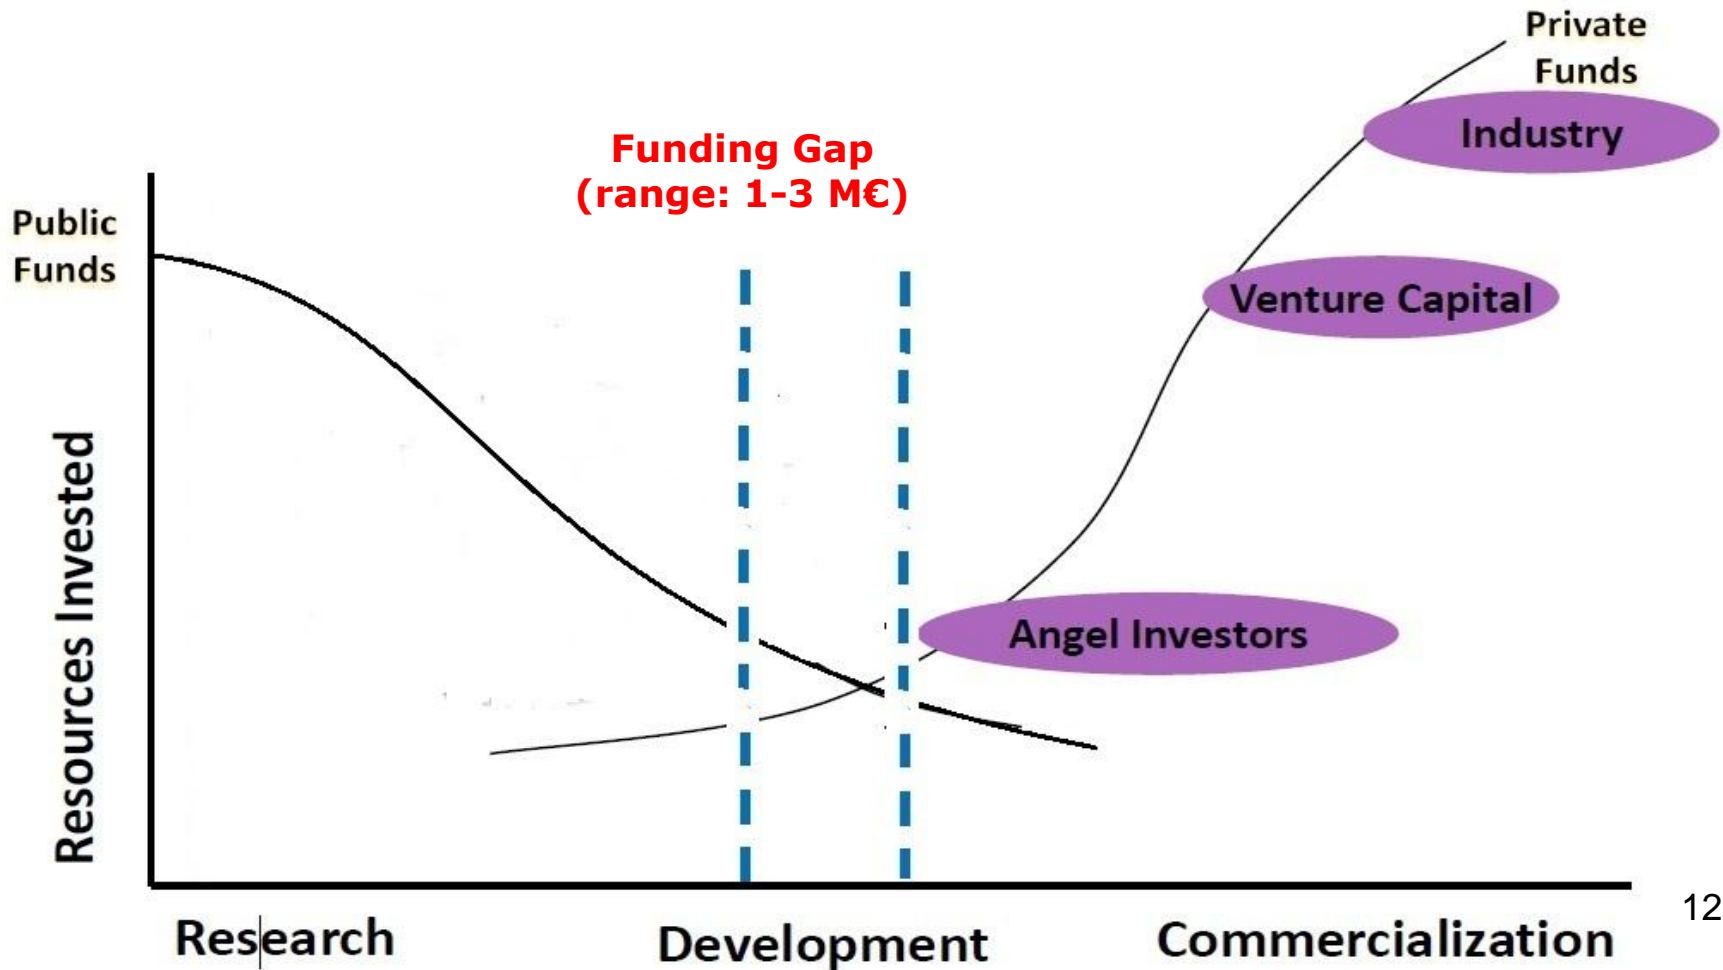 Private
Funds
Industry
Funding Gap
(range: 1-3 M€)
Public
Funds
Venture Capital
Resources Invested
Angel Investors
Research
Development
Commercialization
12